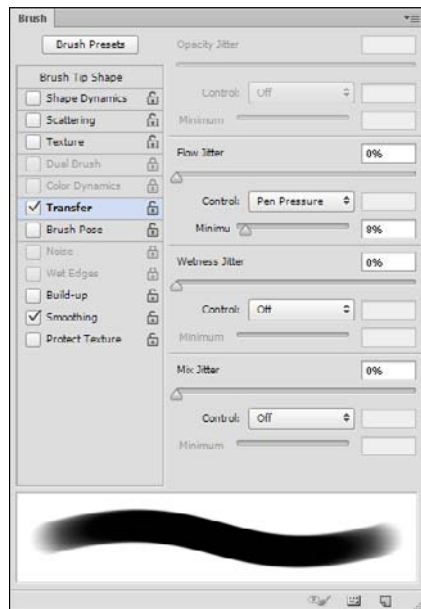 Brush
Brush Presets
Brush Tip Shape
Shape Dynamics
Scattering
Texture
Dual Brush
Color Dynamics
Transfer
Brush Pose
Noise
Wet Edges
Build-up
Smoothing
Protect Texture
Opacity Jitter
Control: Off
Minimum
Flow Jitter 0%
Control: Pen Pressure
Minimu 8%
Wetness Jitter 0%
Control: Off
Minimum
Mix Jitter 0%
Control: Off
Minimum